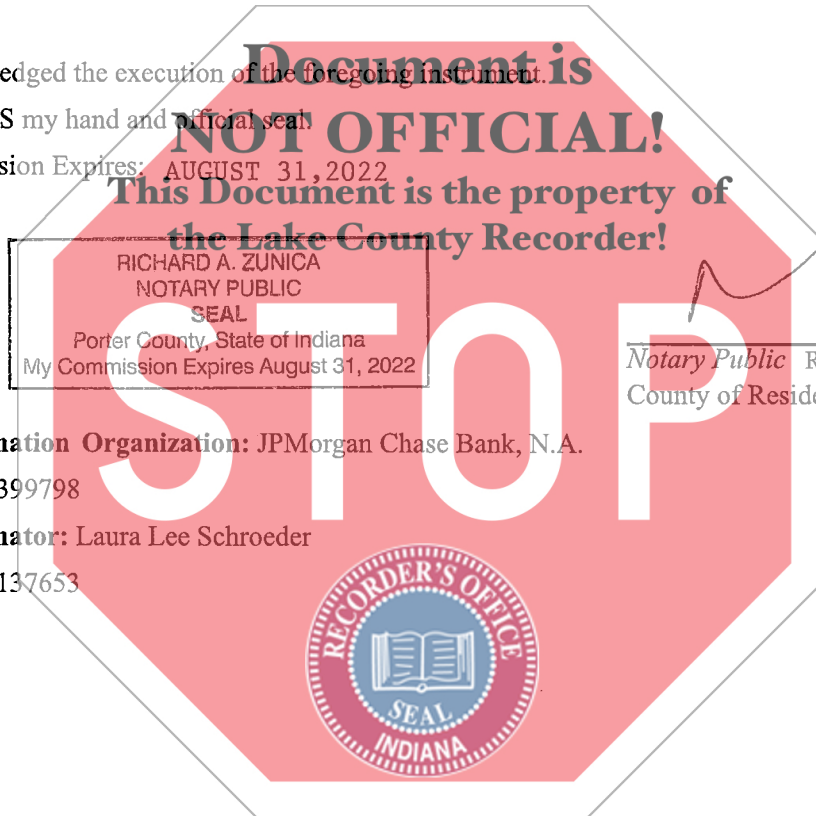 Document is
edged the execution of the foregoing instrument.
NOT OFFICIAL!
S my hand and official seal.
sion Expires: AUGUST 31,2022
This Document is the property of
the Lake County Recorder!
RICHARD A. ZUNICA
NOTARY PUBLIC
SEAL
Porter County, State of Indiana
My Commission Expires August 31, 2022
STOP
Notary Public R
County of Reside
nation Organization: JPMorgan Chase Bank, N.A.
399798
nator: Laura Lee Schroeder
137653
RECORDER'S OFFICE
SEAL
INDIANA